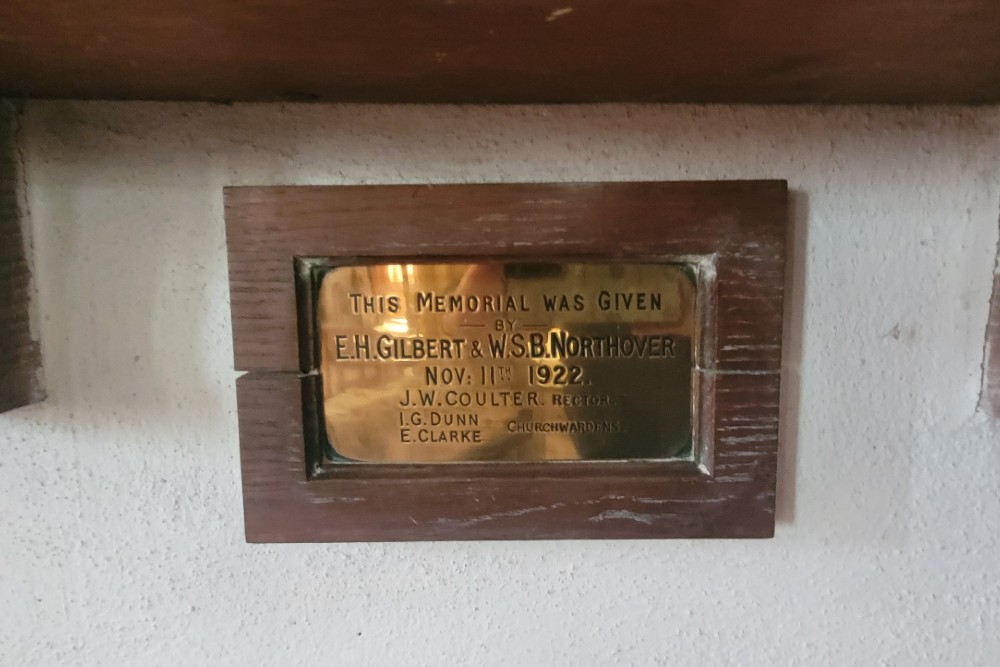 THIS MEMORIAL WAS GIVEN
— BY —
E.H. GILBERT & W.S.B. NORTHOVER
NOV: 11TH 1922.
J.W. COULTER. RECTOR.
I.G. DUNN
E. CLARKE CHURCHWARDENS.